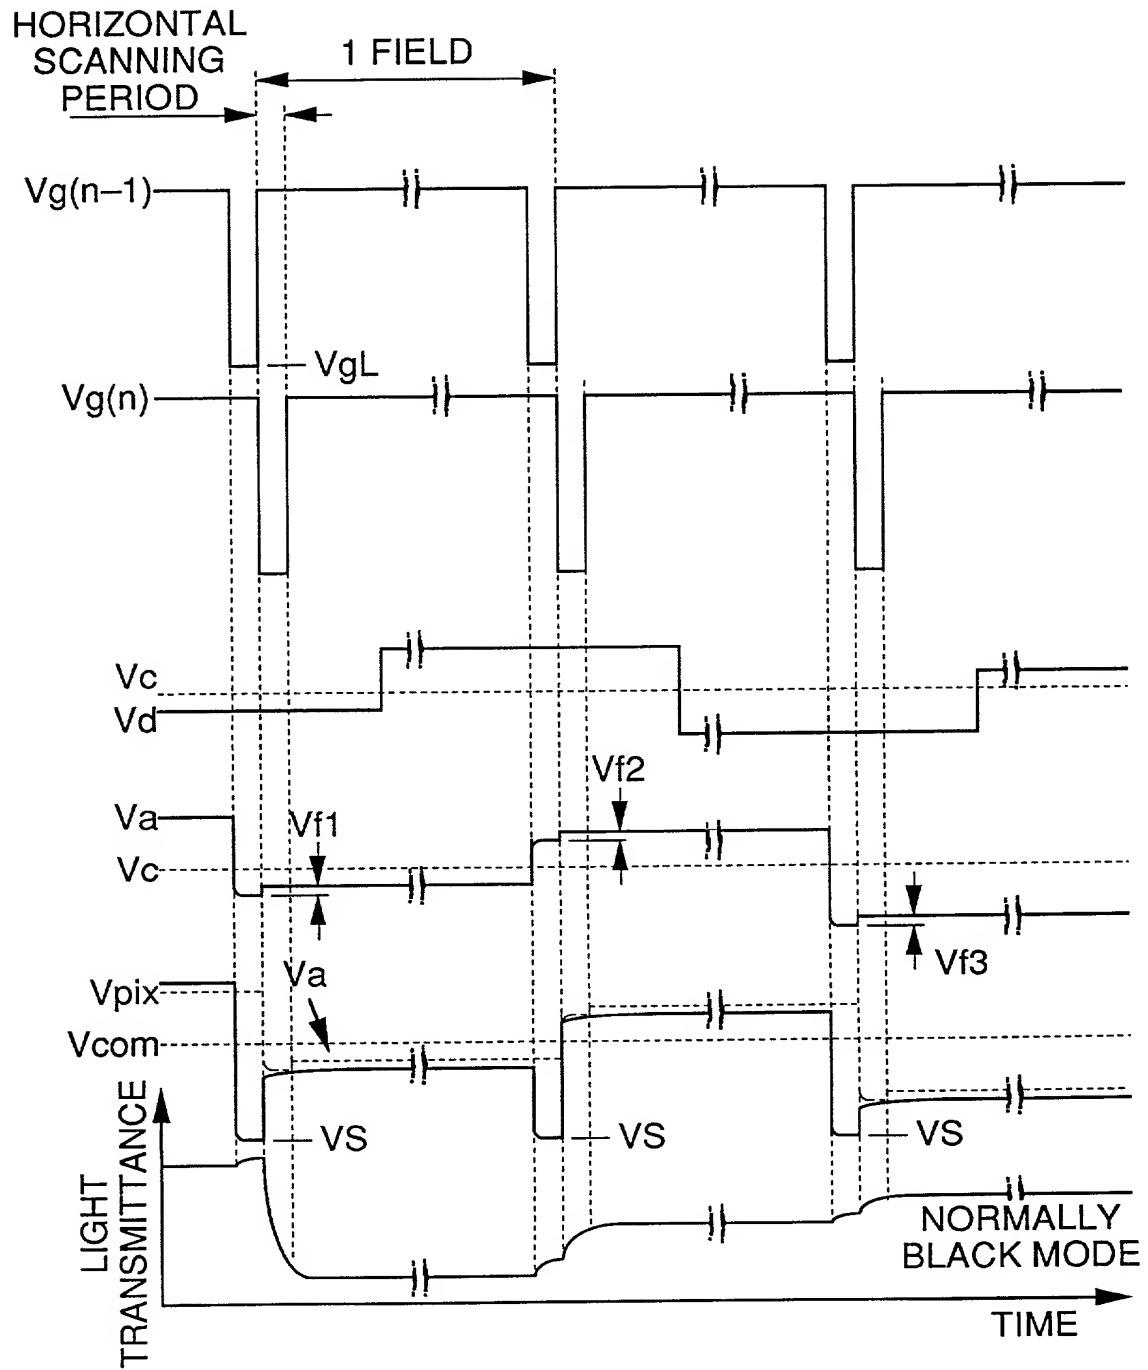 HORIZONTAL
SCANNING
PERIOD
1 FIELD
Vg(n–1)
VgL
Vg(n)
Vc
Vd
Vf2
Va
Vf1
Vc
Vf3
Va
Vpix
Vcom
VS
VS
VS
LIGHT
TRANSMITTANCE
NORMALLY
BLACK MODE
TIME